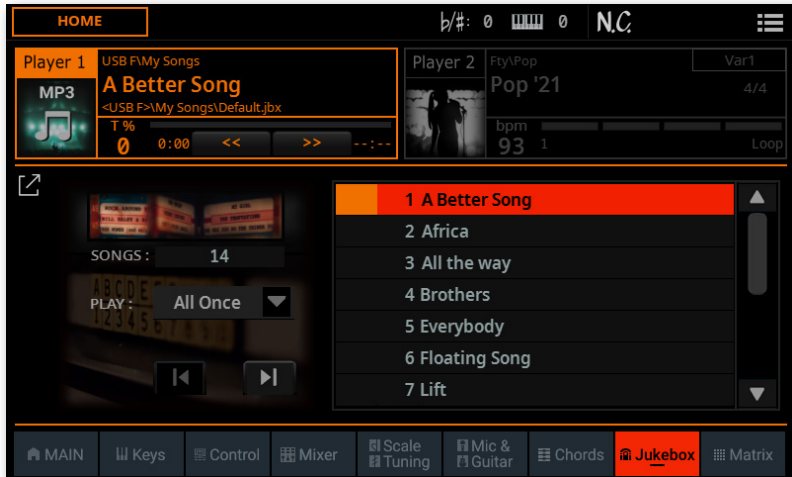 HOME
b/#: 0
0
N.C.
Player 1
USB F\My Songs
MP3
A Better Song
<USB F>\My Songs\Default.jbx
T %
0
0:00
<<
>>
--:--
Player 2
Fty\Pop
Var1
Pop '21
4/4
bpm
93
1
Loop
SONGS :
14
PLAY :
All Once
1 A Better Song
2 Africa
3 All the way
4 Brothers
5 Everybody
6 Floating Song
7 Lift
MAIN
Keys
Control
Mixer
Scale
Tuning
Mic &
Guitar
Chords
Jukebox
Matrix